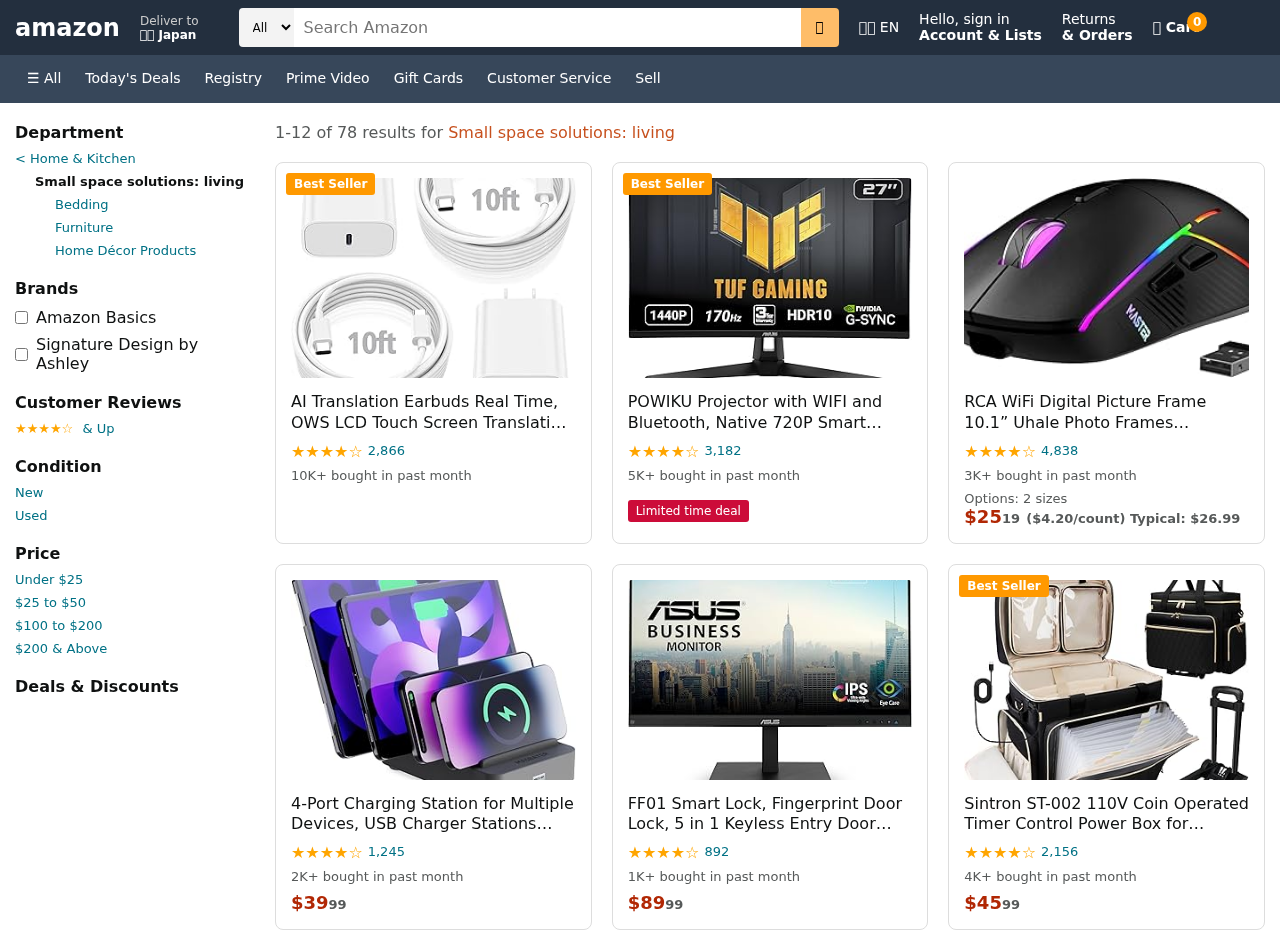 amazon
Deliver to
Japan
All
Search Amazon
EN
Hello, sign in
Account & Lists
Returns
& Orders
0
☰ All
Today's Deals
Registry
Prime Video
Gift Cards
Customer Service
Sell
Department
< Home & Kitchen
Small space solutions: living
Bedding
Furniture
Home Décor Products
Brands
Amazon Basics
Signature Design by
Ashley
Customer Reviews
★★★★☆ & Up
Condition
New
Used
Price
Under $25
$25 to $50
$100 to $200
$200 & Above
Deals & Discounts
1-12 of 78 results for Small space solutions: living
Best Seller
10ft
10ft
AI Translation Earbuds Real Time,
OWS LCD Touch Screen Translati…
★★★★☆ 2,866
10K+ bought in past month
Best Seller
27"
TUF GAMING
1440P
170Hz
3 year Warranty
HDR10
NVIDIA
G-SYNC
ASUS
POWIKU Projector with WIFI and
Bluetooth, Native 720P Smart…
★★★★☆ 3,182
5K+ bought in past month
Limited time deal
MASTER
RCA WiFi Digital Picture Frame
10.1” Uhale Photo Frames…
★★★★☆ 4,838
3K+ bought in past month
Options: 2 sizes
$2519 ($4.20/count) Typical: $26.99
4-Port Charging Station for Multiple
Devices, USB Charger Stations…
★★★★☆ 1,245
2K+ bought in past month
$3999
ASUS
BUSINESS
MONITOR
IPS
Eye Care
ASUS
FF01 Smart Lock, Fingerprint Door
Lock, 5 in 1 Keyless Entry Door…
★★★★☆ 892
1K+ bought in past month
$8999
Best Seller
Sintron ST-002 110V Coin Operated
Timer Control Power Box for…
★★★★☆ 2,156
4K+ bought in past month
$4599